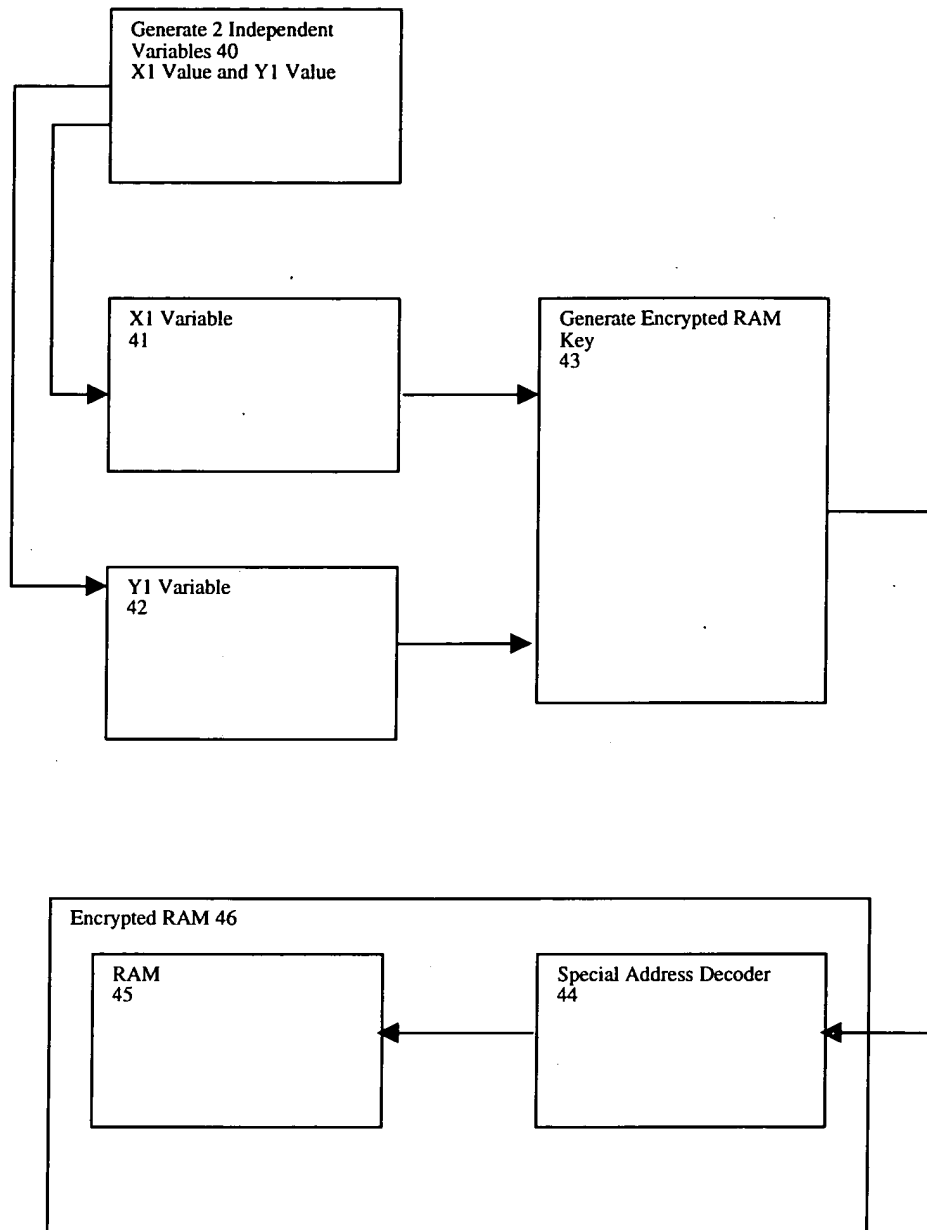 Generate 2 Independent
Variables 40
X1 Value and Y1 Value
X1 Variable
41
Generate Encrypted RAM
Key
43
Y1 Variable
42
Encrypted RAM 46
RAM
45
Special Address Decoder
44